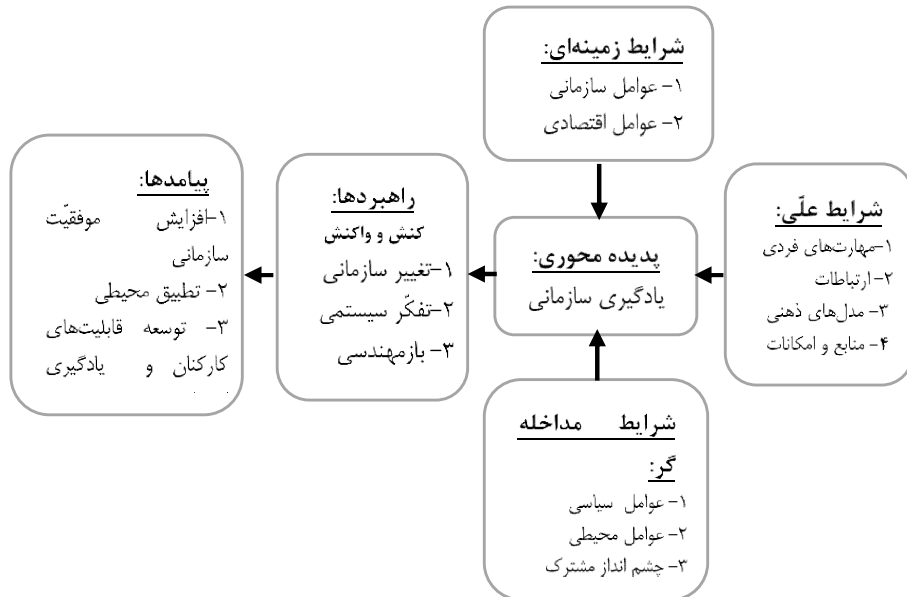 شرایط زمینه‌ای:
۱- عوامل سازمانی
۲- عوامل اقتصادی
شرایط علّی:
۱-مهارت‌های فردی
۲- ارتباطات
۳- مدل‌های ذهنی
۴- منابع و امکانات
پدیده محوری:
یادگیری سازمانی
راهبردها:
کنش و واکنش
۱-تغییر سازمانی
۲-تفکّر سیستمی
۳- بازمهندسی
پیامدها:
۱-افزایش موفقیّت
سازمانی
۲- تطبیق محیطی
۳- توسعه قابلیت‌های
کارکنان و یادگیری
شرایط مداخله
گر:
۱- عوامل سیاسی
۲- عوامل محیطی
۳- چشم انداز مشترک